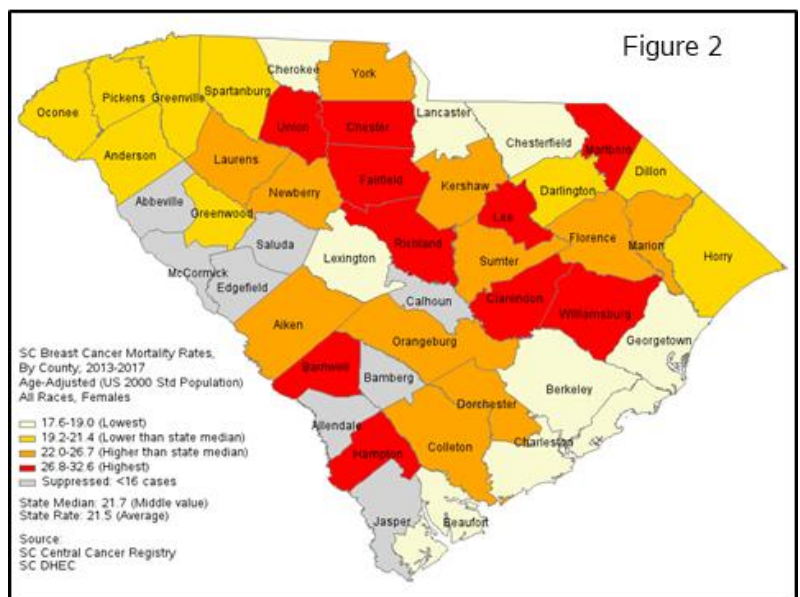 Figure 2
Cherokee
York
Oconee
Pickens
Greenville
Spartanburg
Union
Chester
Lancaster
Chesterfield
Marlboro
Anderson
Laurens
Fairfield
Kershaw
Darlington
Dillon
Abbeville
Newberry
Lee
Greenwood
Saluda
Richland
Florence
Marion
Lexington
Sumter
Horry
McCormick
Edgefield
Calhoun
Clarendon
Williamsburg
Aiken
Orangeburg
Georgetown
Barnwell
Bamberg
Berkeley
Dorchester
Allendale
Colleton
Charleston
Hampton
Jasper
Beaufort
SC Breast Cancer Mortality Rates,
By County, 2013-2017
Age-Adjusted (US 2000 Std Population)
All Races, Females
17.6-19.0 (Lowest)
19.2-21.4 (Lower than state median)
22.0-26.7 (Higher than state median)
26.8-32.6 (Highest)
Suppressed: <16 cases
State Median: 21.7 (Middle value)
State Rate: 21.5 (Average)
Source:
SC Central Cancer Registry
SC DHEC